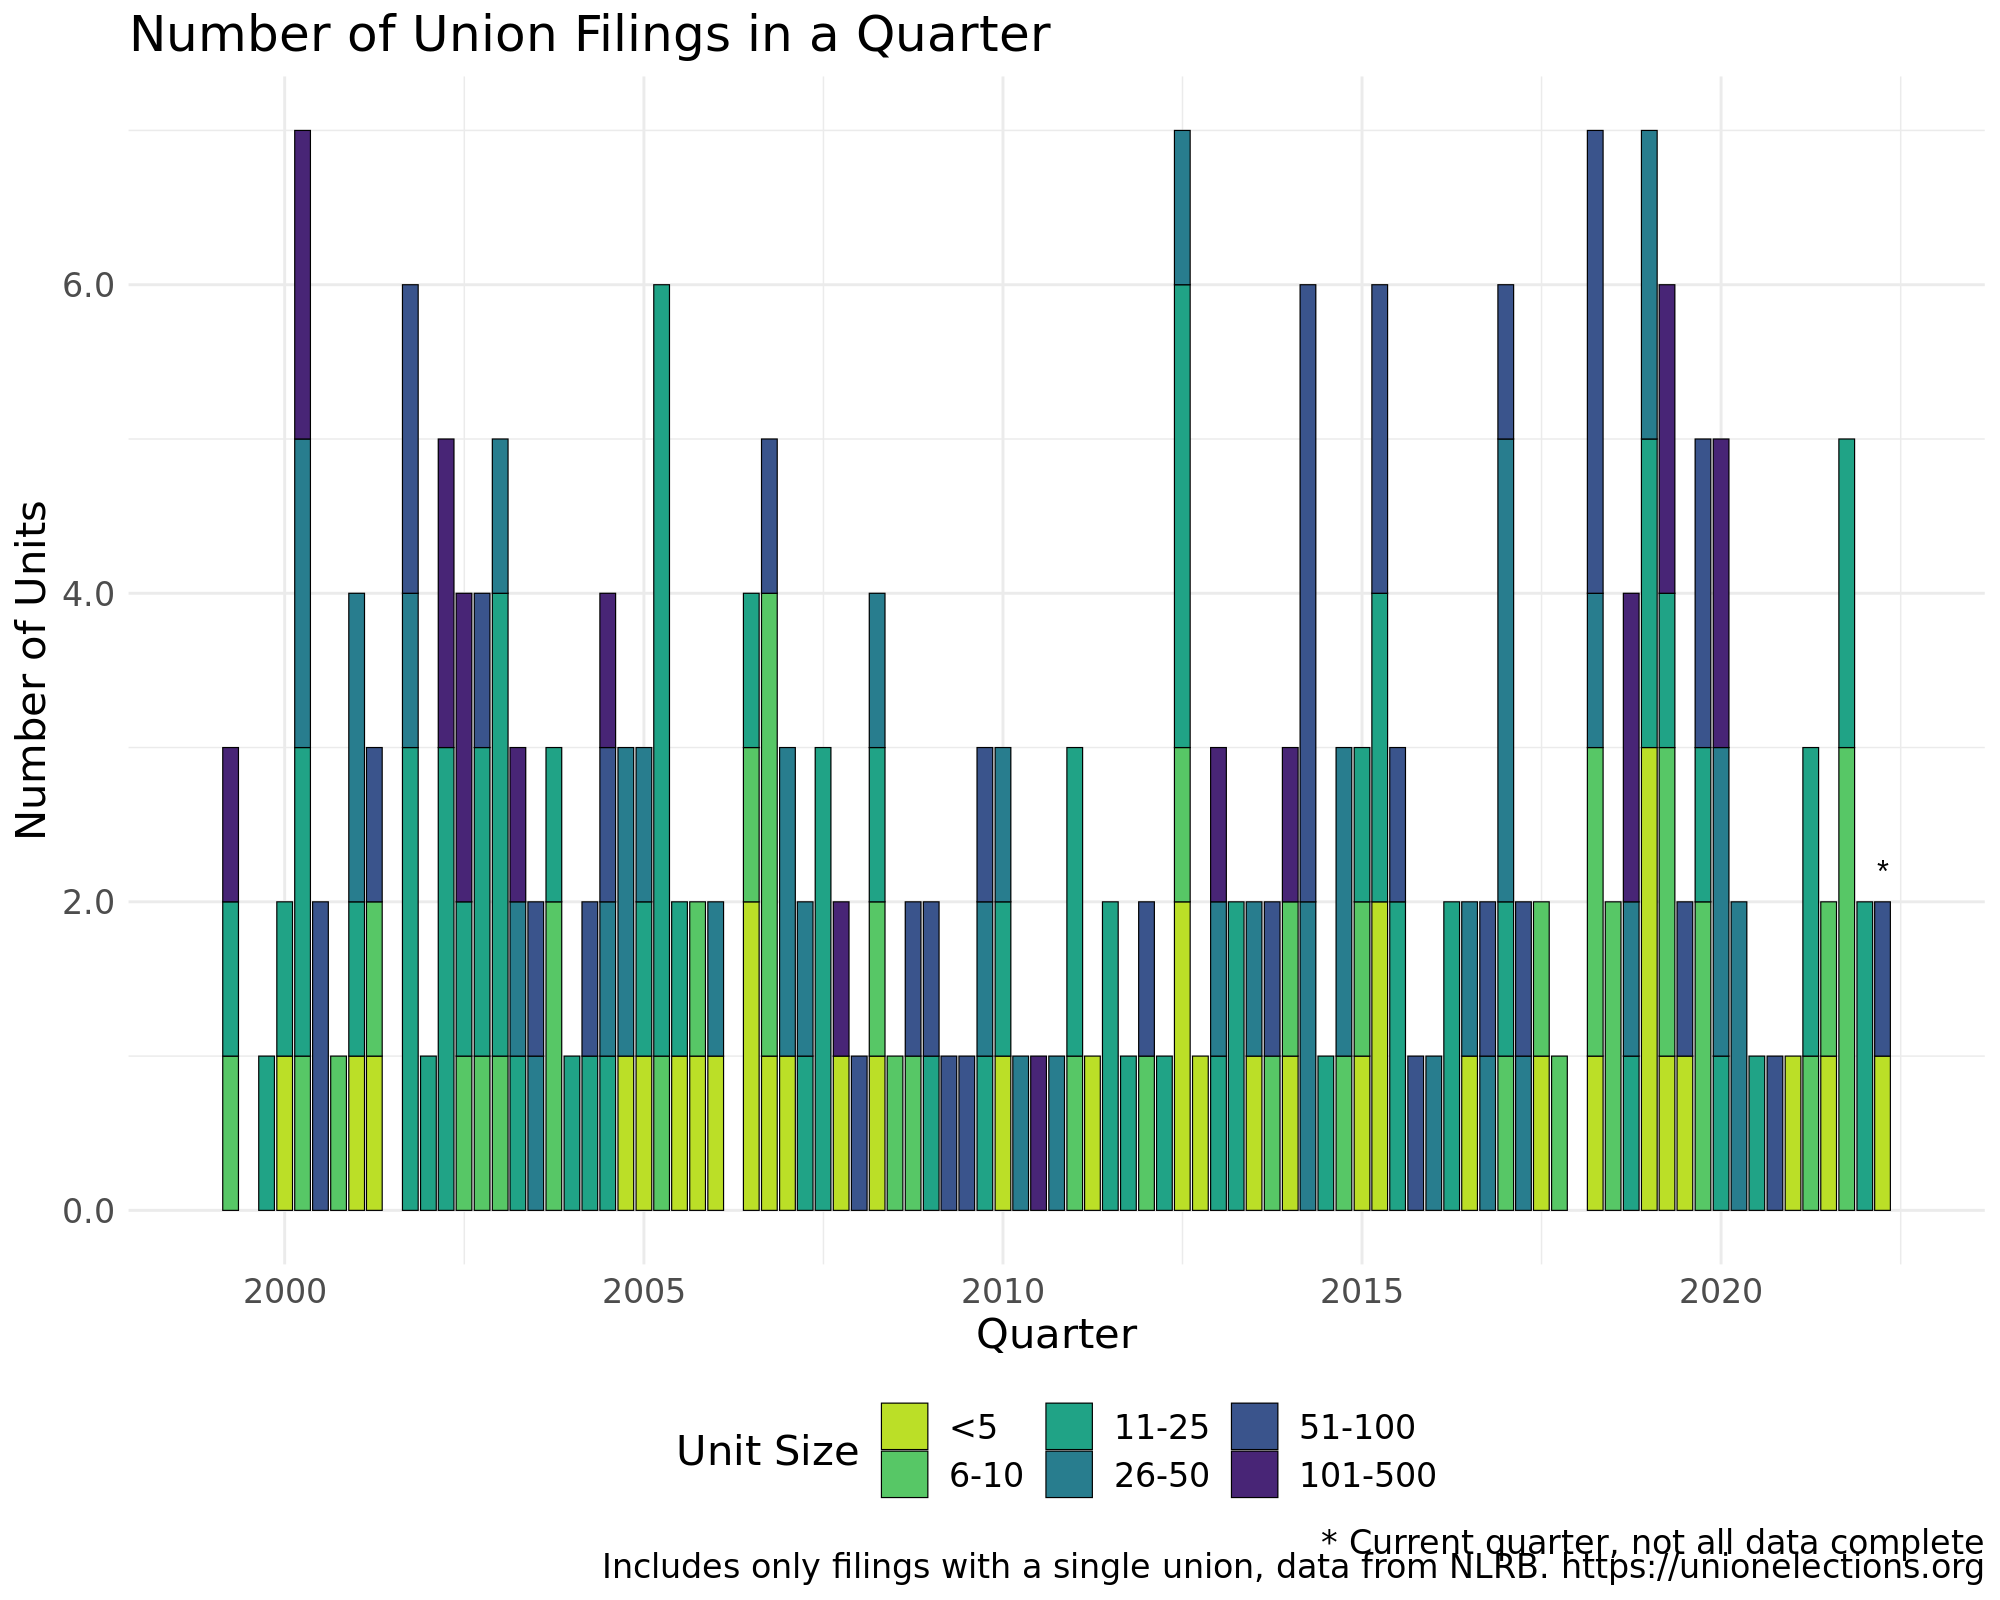 Number of Union Filings in a Quarter
Number of Units
6.0
4.0
2.0
0.0
*
2000 2005 2010 2015 2020
Quarter
Unit Size
<5 11-25 51-100
6-10 26-50 101-500
* Current quarter, not all data complete
Includes only filings with a single union, data from NLRB. https://unionelections.org